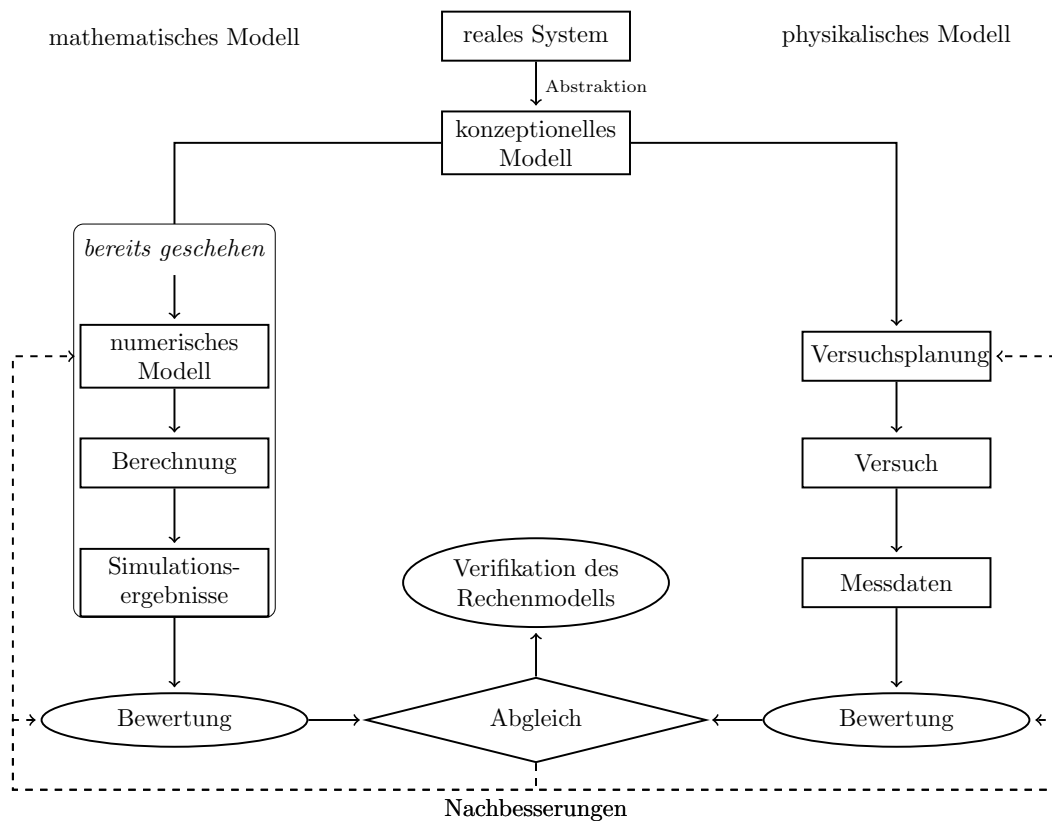 mathematisches Modell
reales System
physikalisches Modell
Abstraktion
konzeptionelles
Modell
bereits geschehen
numerisches
Modell
Versuchsplanung
Berechnung
Versuch
Simulations-
ergebnisse
Verifikation des
Rechenmodells
Messdaten
Bewertung
Abgleich
Bewertung
Nachbesserungen